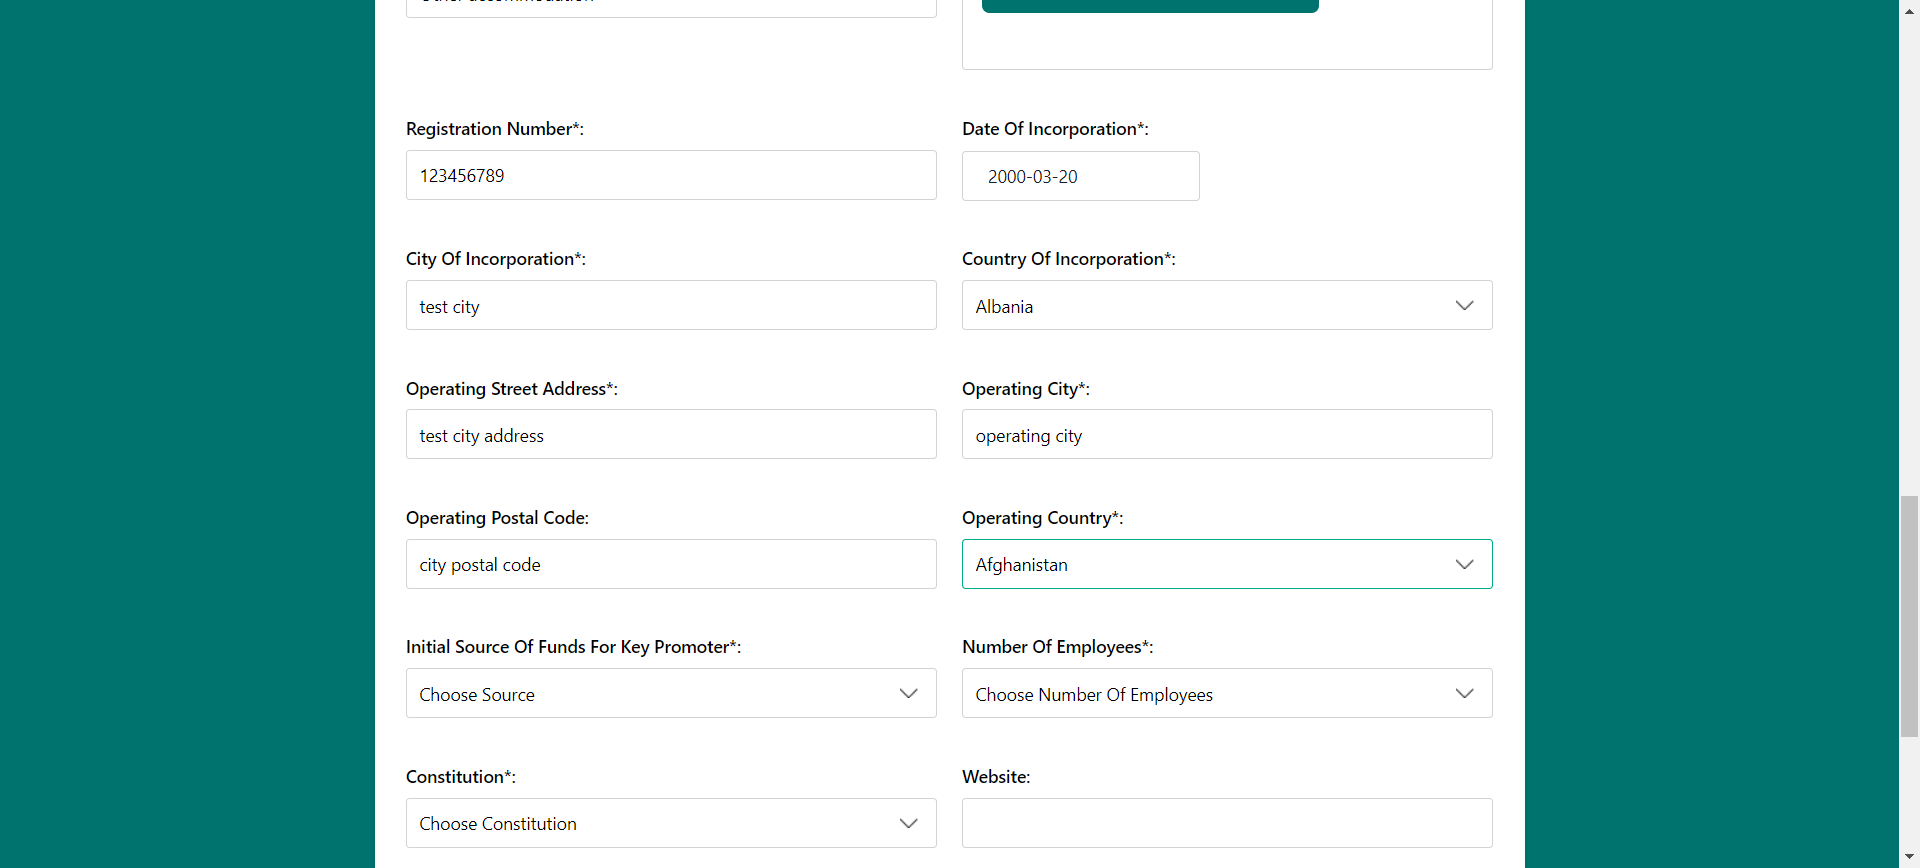 Other accommodation
Registration Number*:
Date Of Incorporation*:
123456789
2000-03-20
City Of Incorporation*:
Country Of Incorporation*:
test city
Albania
Operating Street Address*:
Operating City*:
test city address
operating city
Operating Postal Code:
Operating Country*:
city postal code
Afghanistan
Initial Source Of Funds For Key Promoter*:
Number Of Employees*:
Choose Source
Choose Number Of Employees
Constitution*:
Website:
Choose Constitution